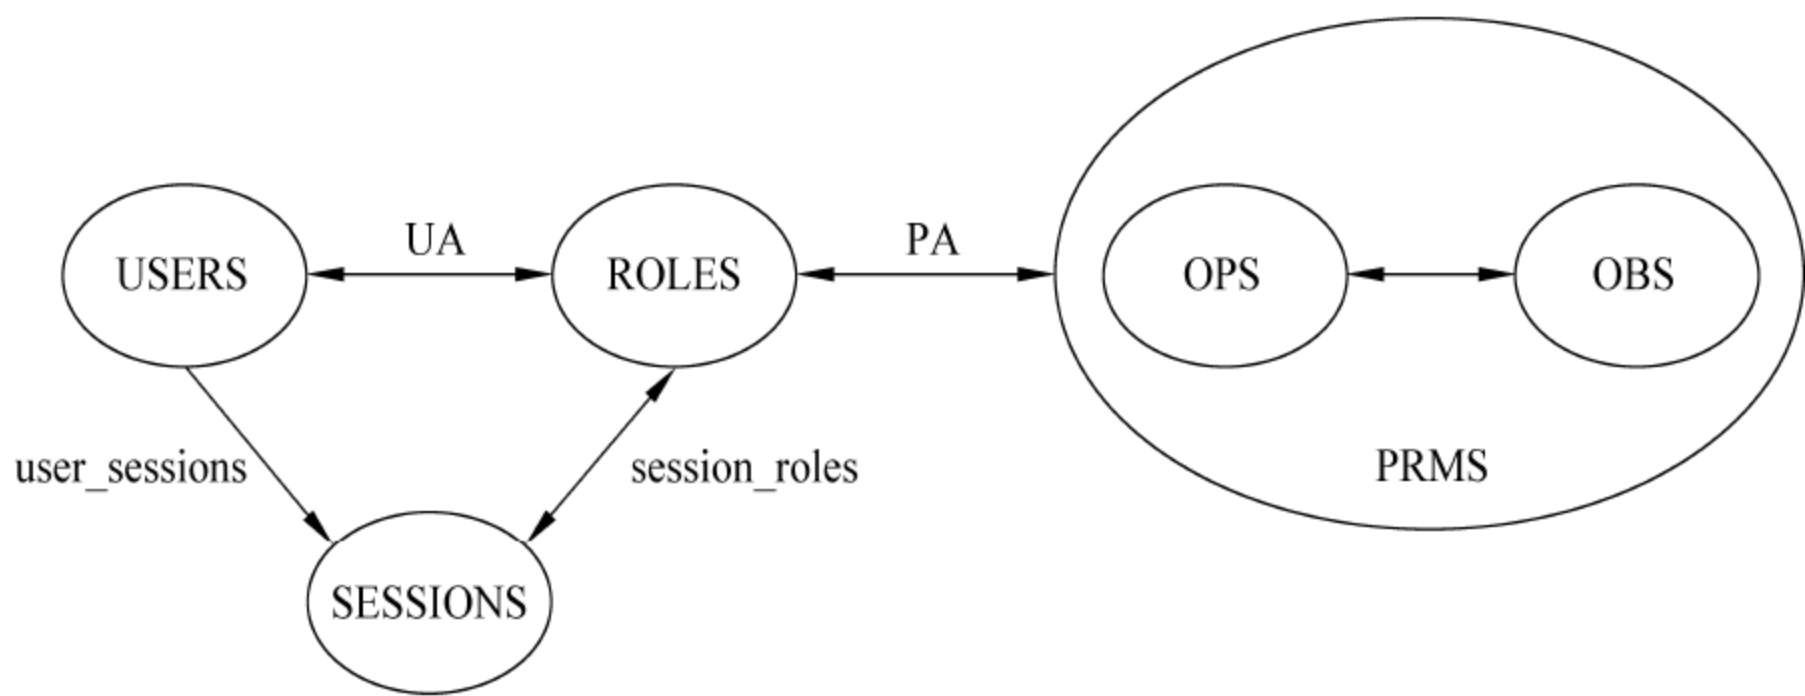 UA
PA
USERS
ROLES
OPS
OBS
user_sessions
session_roles
PRMS
SESSIONS